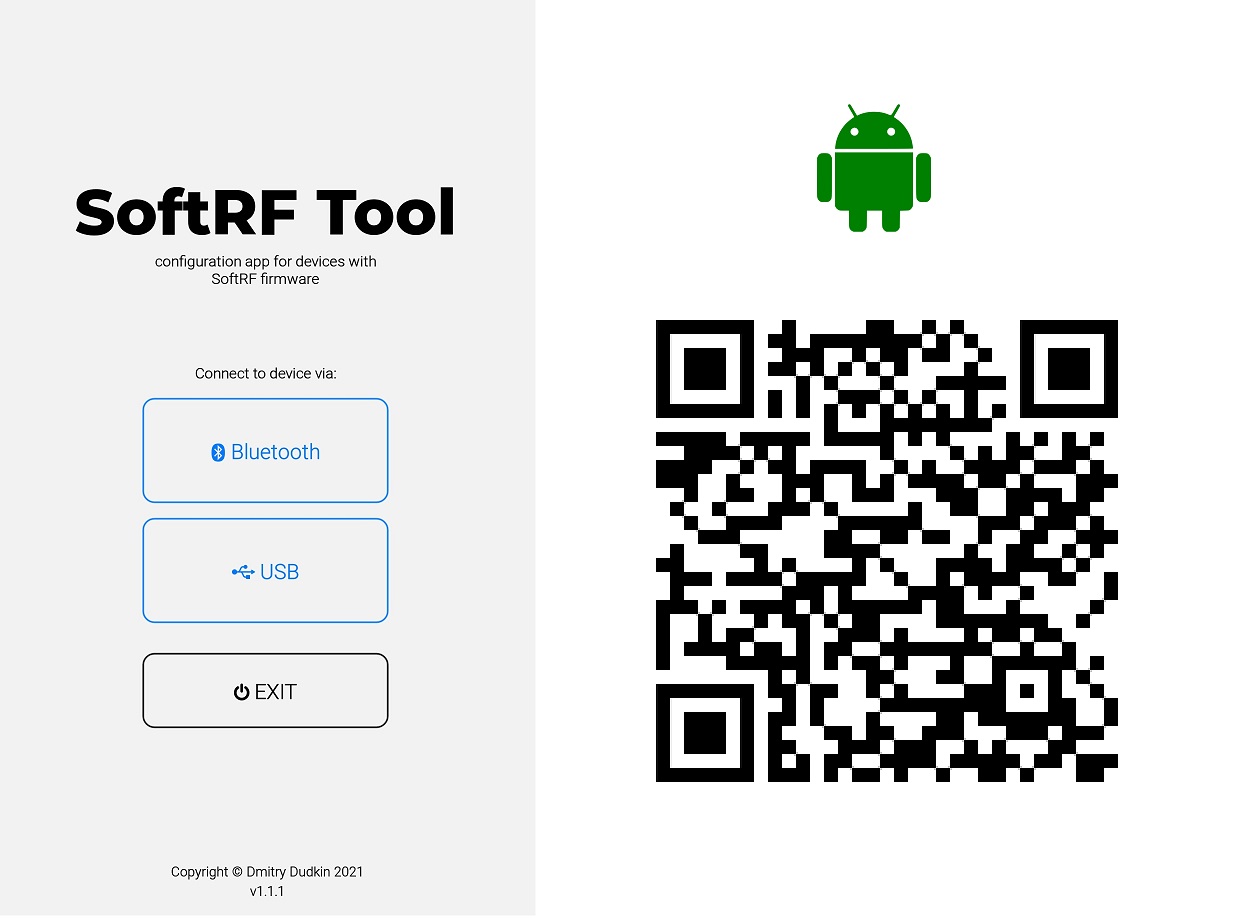 SoftRF Tool
configuration app for devices with
SoftRF firmware
Connect to device via:
Bluetooth
USB
EXIT
Copyright © Dmitry Dudkin 2021
v1.1.1